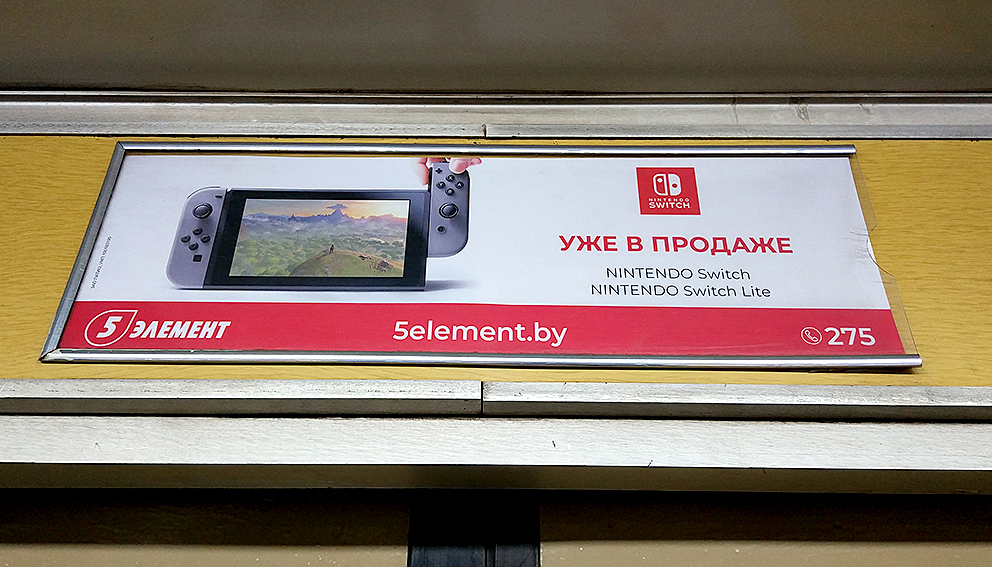 NINTENDO
SWITCH
УЖЕ В ПРОДАЖЕ
NINTENDO Switch
NINTENDO Switch Lite
5 ЭЛЕМЕНТ
5element.by
275